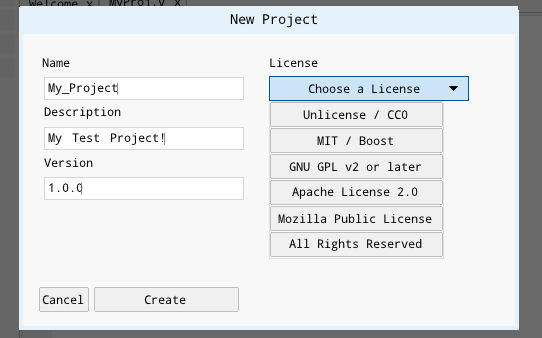 Welcome x MyProj.v x
New Project
Name
My_Project
Description
My Test Project!
Version
1.0.0
License
Choose a License
Unlicense / CC0
MIT / Boost
GNU GPL v2 or later
Apache License 2.0
Mozilla Public License
All Rights Reserved
Cancel
Create